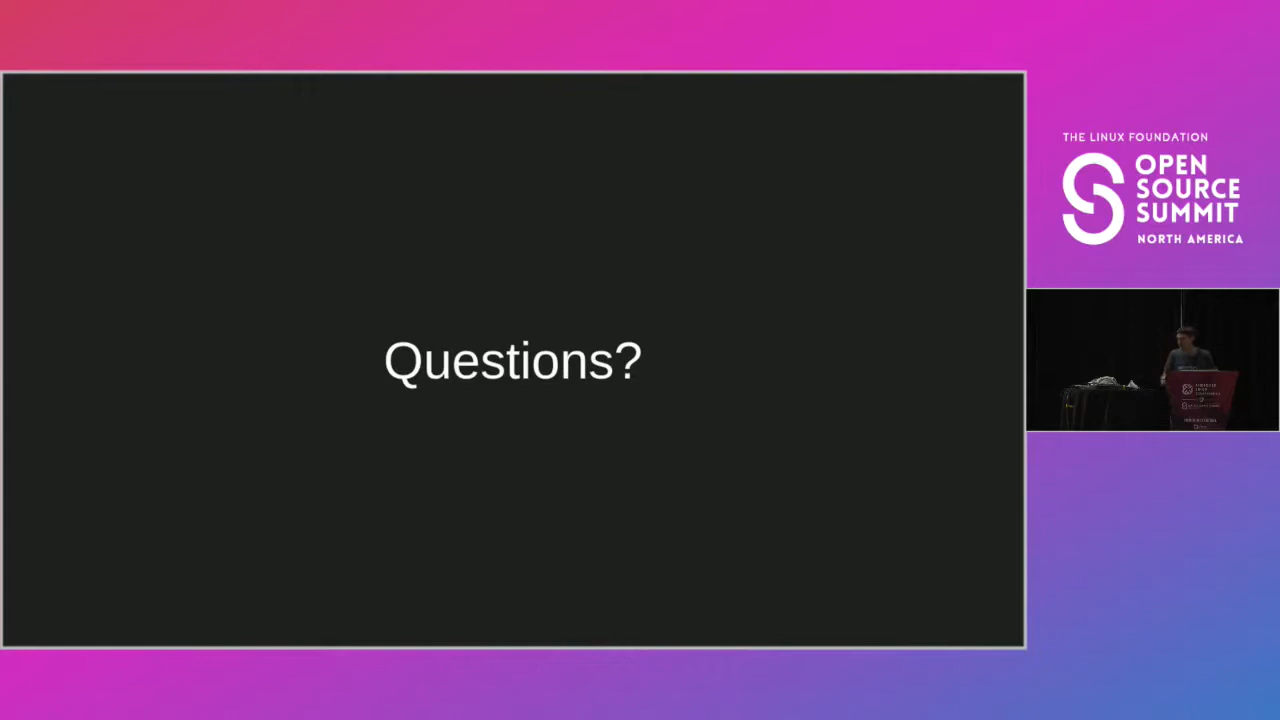 Questions?
THE LINUX FOUNDATION
OPEN
SOURCE
SUMMIT
NORTH AMERICA